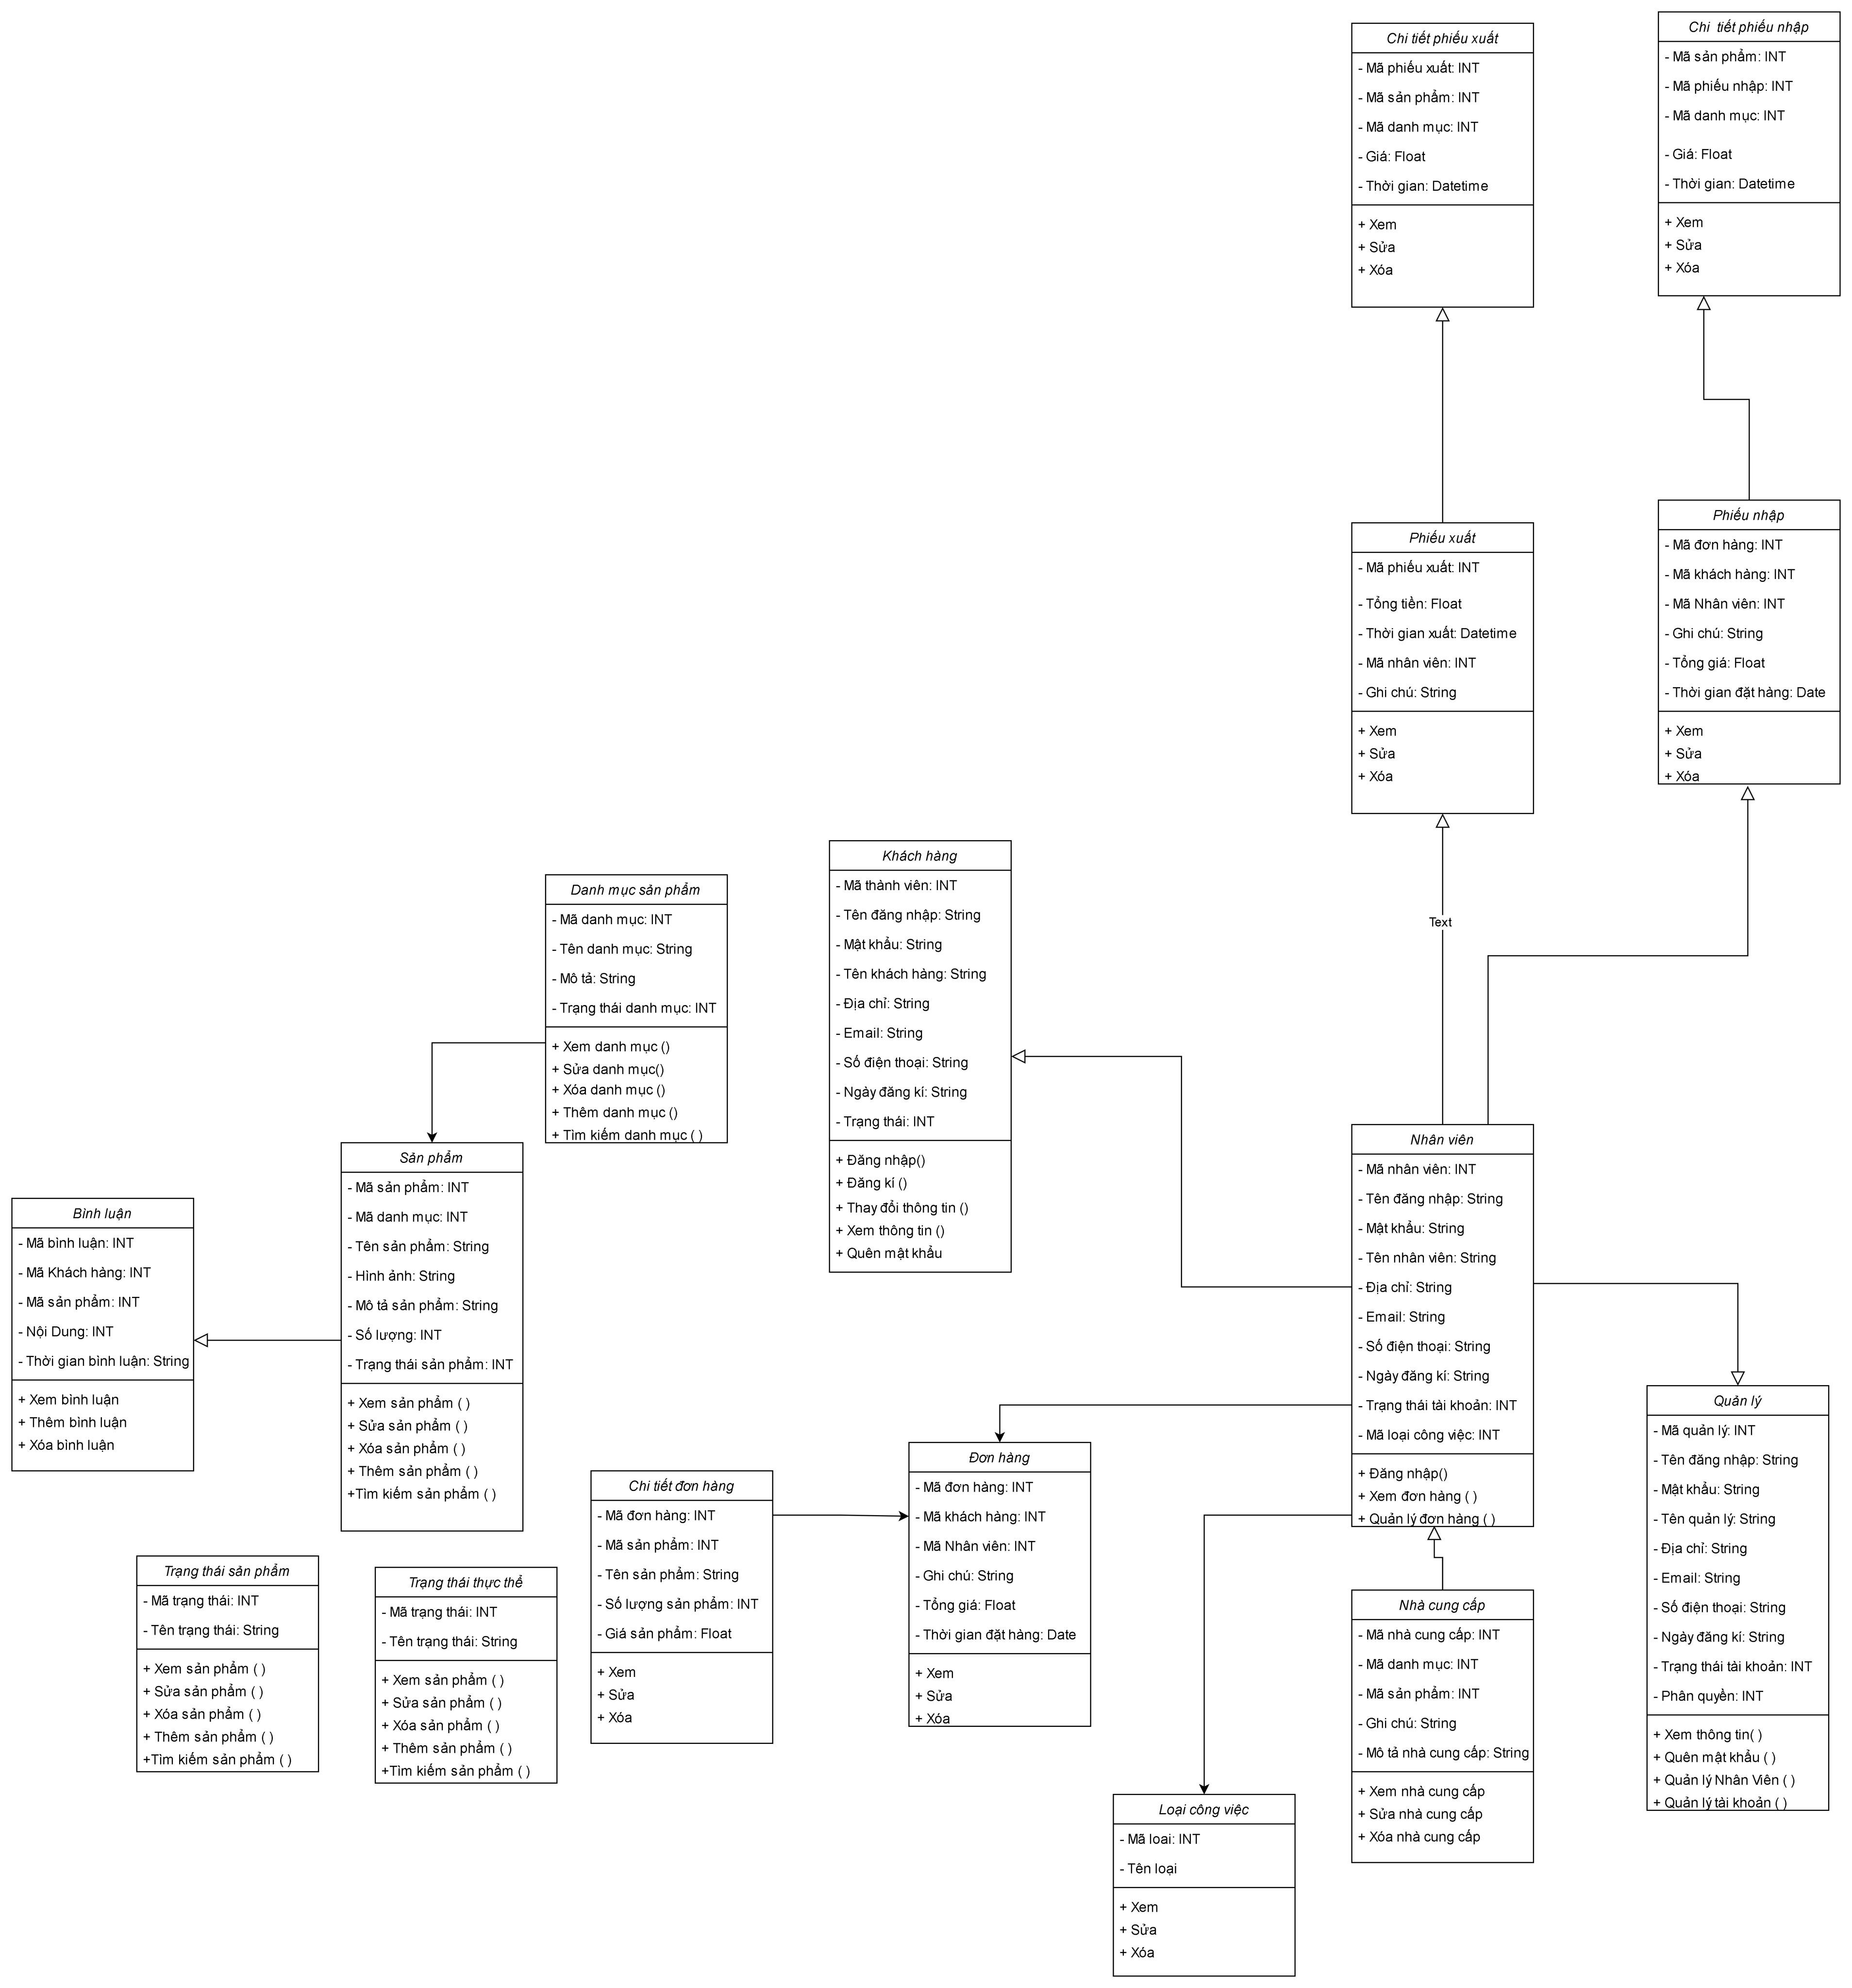 Chi tiết phiếu xuất
- Mã phiếu xuất: INT
- Mã sản phẩm: INT
- Mã danh mục: INT
- Giá: Float
- Thời gian: Datetime
+ Xem
+ Sửa
+ Xóa
Chi  tiết phiếu nhập
- Mã sản phẩm: INT
- Mã phiếu nhập: INT
- Mã danh mục: INT
- Giá: Float
- Thời gian: Datetime
+ Xem
+ Sửa
+ Xóa
Phiếu xuất
- Mã phiếu xuất: INT
- Tổng tiền: Float
- Thời gian xuất: Datetime
- Mã nhân viên: INT
- Ghi chú: String
+ Xem
+ Sửa
+ Xóa
Phiếu nhập
- Mã đơn hàng: INT
- Mã khách hàng: INT
- Mã Nhân viên: INT
- Ghi chú: String
- Tổng giá: Float
- Thời gian đặt hàng: Date
+ Xem
+ Sửa
+ Xóa
Text
Khách hàng
- Mã thành viên: INT
- Tên đăng nhập: String
- Mật khẩu: String
- Tên khách hàng: String
- Địa chỉ: String
- Email: String
- Số điện thoại: String
- Ngày đăng kí: String
- Trạng thái: INT
+ Đăng nhập()
+ Đăng kí ()
+ Thay đổi thông tin ()
+ Xem thông tin ()
+ Quên mật khẩu
Danh mục sản phẩm
- Mã danh mục: INT
- Tên danh mục: String
- Mô tả: String
- Trạng thái danh mục: INT
+ Xem danh mục ()
+ Sửa danh mục()
+ Xóa danh mục ()
+ Thêm danh mục ()
+ Tìm kiếm danh mục ( )
Sản phẩm
- Mã sản phẩm: INT
- Mã danh mục: INT
- Tên sản phẩm: String
- Hình ảnh: String
- Mô tả sản phẩm: String
- Số lượng: INT
- Trạng thái sản phẩm: INT
+ Xem sản phẩm ( )
+ Sửa sản phẩm ( )
+ Xóa sản phẩm ( )
+ Thêm sản phẩm ( )
+Tìm kiếm sản phẩm ( )
Bình luận
- Mã bình luận: INT
- Mã Khách hàng: INT
- Mã sản phẩm: INT
- Nội Dung: INT
- Thời gian bình luận: String
+ Xem bình luận
+ Thêm bình luận
+ Xóa bình luận
Nhân viên
- Mã nhân viên: INT
- Tên đăng nhập: String
- Mật khẩu: String
- Tên nhân viên: String
- Địa chỉ: String
- Email: String
- Số điện thoại: String
- Ngày đăng kí: String
- Trạng thái tài khoản: INT
- Mã loại công việc: INT
+ Đăng nhập()
+ Xem đơn hàng ( )
+ Quản lý đơn hàng ( )
Quản lý
- Mã quản lý: INT
- Tên đăng nhập: String
- Mật khẩu: String
- Tên quản lý: String
- Địa chỉ: String
- Email: String
- Số điện thoại: String
- Ngày đăng kí: String
- Trạng thái tài khoản: INT
- Phân quyền: INT
+ Xem thông tin( )
+ Quên mật khẩu ( )
+ Quản lý Nhân Viên ( )
+ Quản lý tài khoản ( )
Đơn hàng
- Mã đơn hàng: INT
- Mã khách hàng: INT
- Mã Nhân viên: INT
- Ghi chú: String
- Tổng giá: Float
- Thời gian đặt hàng: Date
+ Xem
+ Sửa
+ Xóa
Chi tiết đơn hàng
- Mã đơn hàng: INT
- Mã sản phẩm: INT
- Tên sản phẩm: String
- Số lượng sản phẩm: INT
- Giá sản phẩm: Float
+ Xem
+ Sửa
+ Xóa
Trạng thái sản phẩm
- Mã trạng thái: INT
- Tên trạng thái: String
+ Xem sản phẩm ( )
+ Sửa sản phẩm ( )
+ Xóa sản phẩm ( )
+ Thêm sản phẩm ( )
+Tìm kiếm sản phẩm ( )
Trạng thái thực thể
- Mã trạng thái: INT
- Tên trạng thái: String
+ Xem sản phẩm ( )
+ Sửa sản phẩm ( )
+ Xóa sản phẩm ( )
+ Thêm sản phẩm ( )
+Tìm kiếm sản phẩm ( )
Nhà cung cấp
- Mã nhà cung cấp: INT
- Mã danh mục: INT
- Mã sản phẩm: INT
- Ghi chú: String
- Mô tả nhà cung cấp: String
+ Xem nhà cung cấp
+ Sửa nhà cung cấp
+ Xóa nhà cung cấp
Loại công việc
- Mã loai: INT
- Tên loại
+ Xem
+ Sửa
+ Xóa